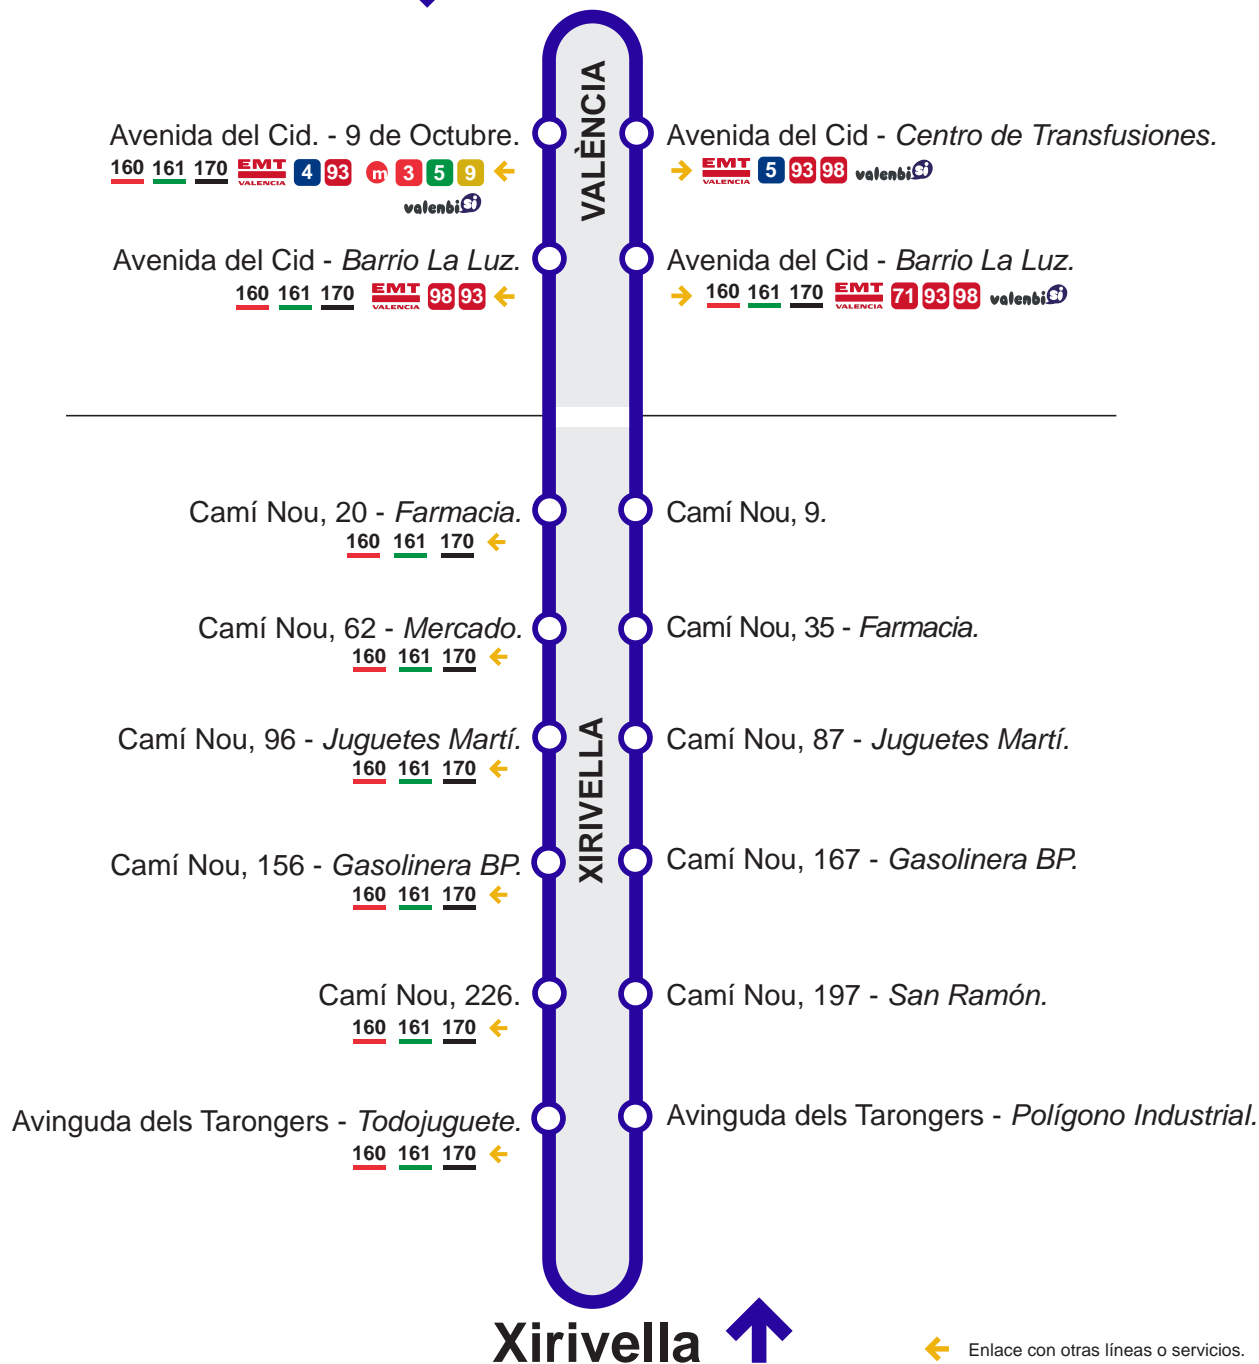 VALÈNCIA
Avenida del Cid. - 9 de Octubre.
160 161 170 EMT VALENCIA 4 93 m 3 5 9
valenbisi
Avenida del Cid - Centro de Transfusiones.
EMT VALENCIA 5 93 98 valenbisi
Avenida del Cid - Barrio La Luz.
160 161 170 EMT VALENCIA 98 93
Avenida del Cid - Barrio La Luz.
160 161 170 EMT VALENCIA 71 93 98 valenbisi
XIRIVELLA
Camí Nou, 20 - Farmacia.
160 161 170
Camí Nou, 9.
Camí Nou, 62 - Mercado.
160 161 170
Camí Nou, 35 - Farmacia.
Camí Nou, 96 - Juguetes Martí.
160 161 170
Camí Nou, 87 - Juguetes Martí.
Camí Nou, 156 - Gasolinera BP.
160 161 170
Camí Nou, 167 - Gasolinera BP.
Camí Nou, 226.
160 161 170
Camí Nou, 197 - San Ramón.
Avinguda dels Tarongers - Todojuguete.
160 161 170
Avinguda dels Tarongers - Polígono Industrial.
Xirivella
Enlace con otras líneas o servicios.